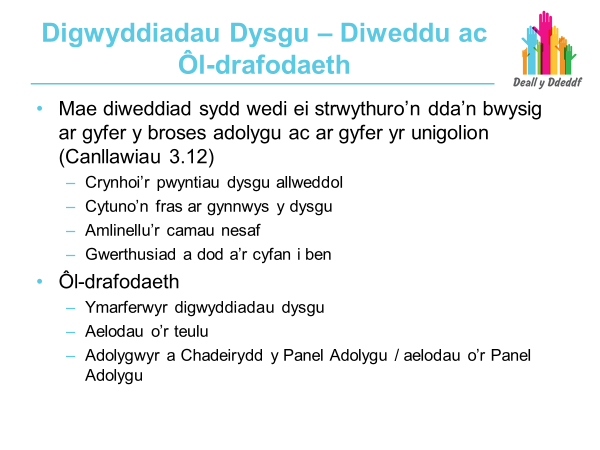 Digwyddiadau Dysgu – Diweddu ac
Ôl-drafodaeth
Deall y Ddeddf
• Mae diweddiad sydd wedi ei strwythuro’n dda’n bwysig
ar gyfer y broses adolygu ac ar gyfer yr unigolion
(Canllawiau 3.12)
– Crynhoi’r pwyntiau dysgu allweddol
– Cytuno’n fras ar gynnwys y dysgu
– Amlinellu’r camau nesaf
– Gwerthusiad a dod a’r cyfan i ben
• Ôl-drafodaeth
– Ymarferwyr digwyddiadau dysgu
– Aelodau o’r teulu
– Adolygwyr a Chadeirydd y Panel Adolygu / aelodau o’r Panel
Adolygu